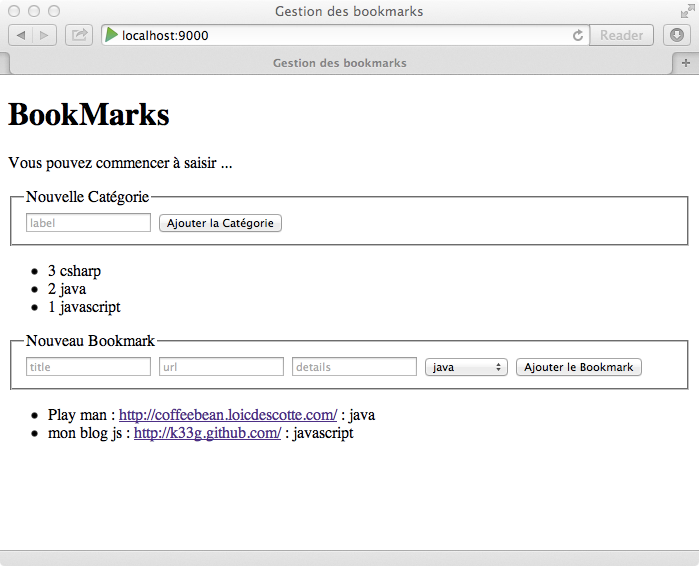 Gestion des bookmarks
localhost:9000
Reader
Gestion des bookmarks
BookMarks
Vous pouvez commencer à saisir ...
Nouvelle Catégorie
label Ajouter la Catégorie
3 csharp
2 java
1 javascript
Nouveau Bookmark
title url details java Ajouter le Bookmark
Play man : http://coffeebean.loicdescotte.com/ : java
mon blog js : http://k33g.github.com/ : javascript